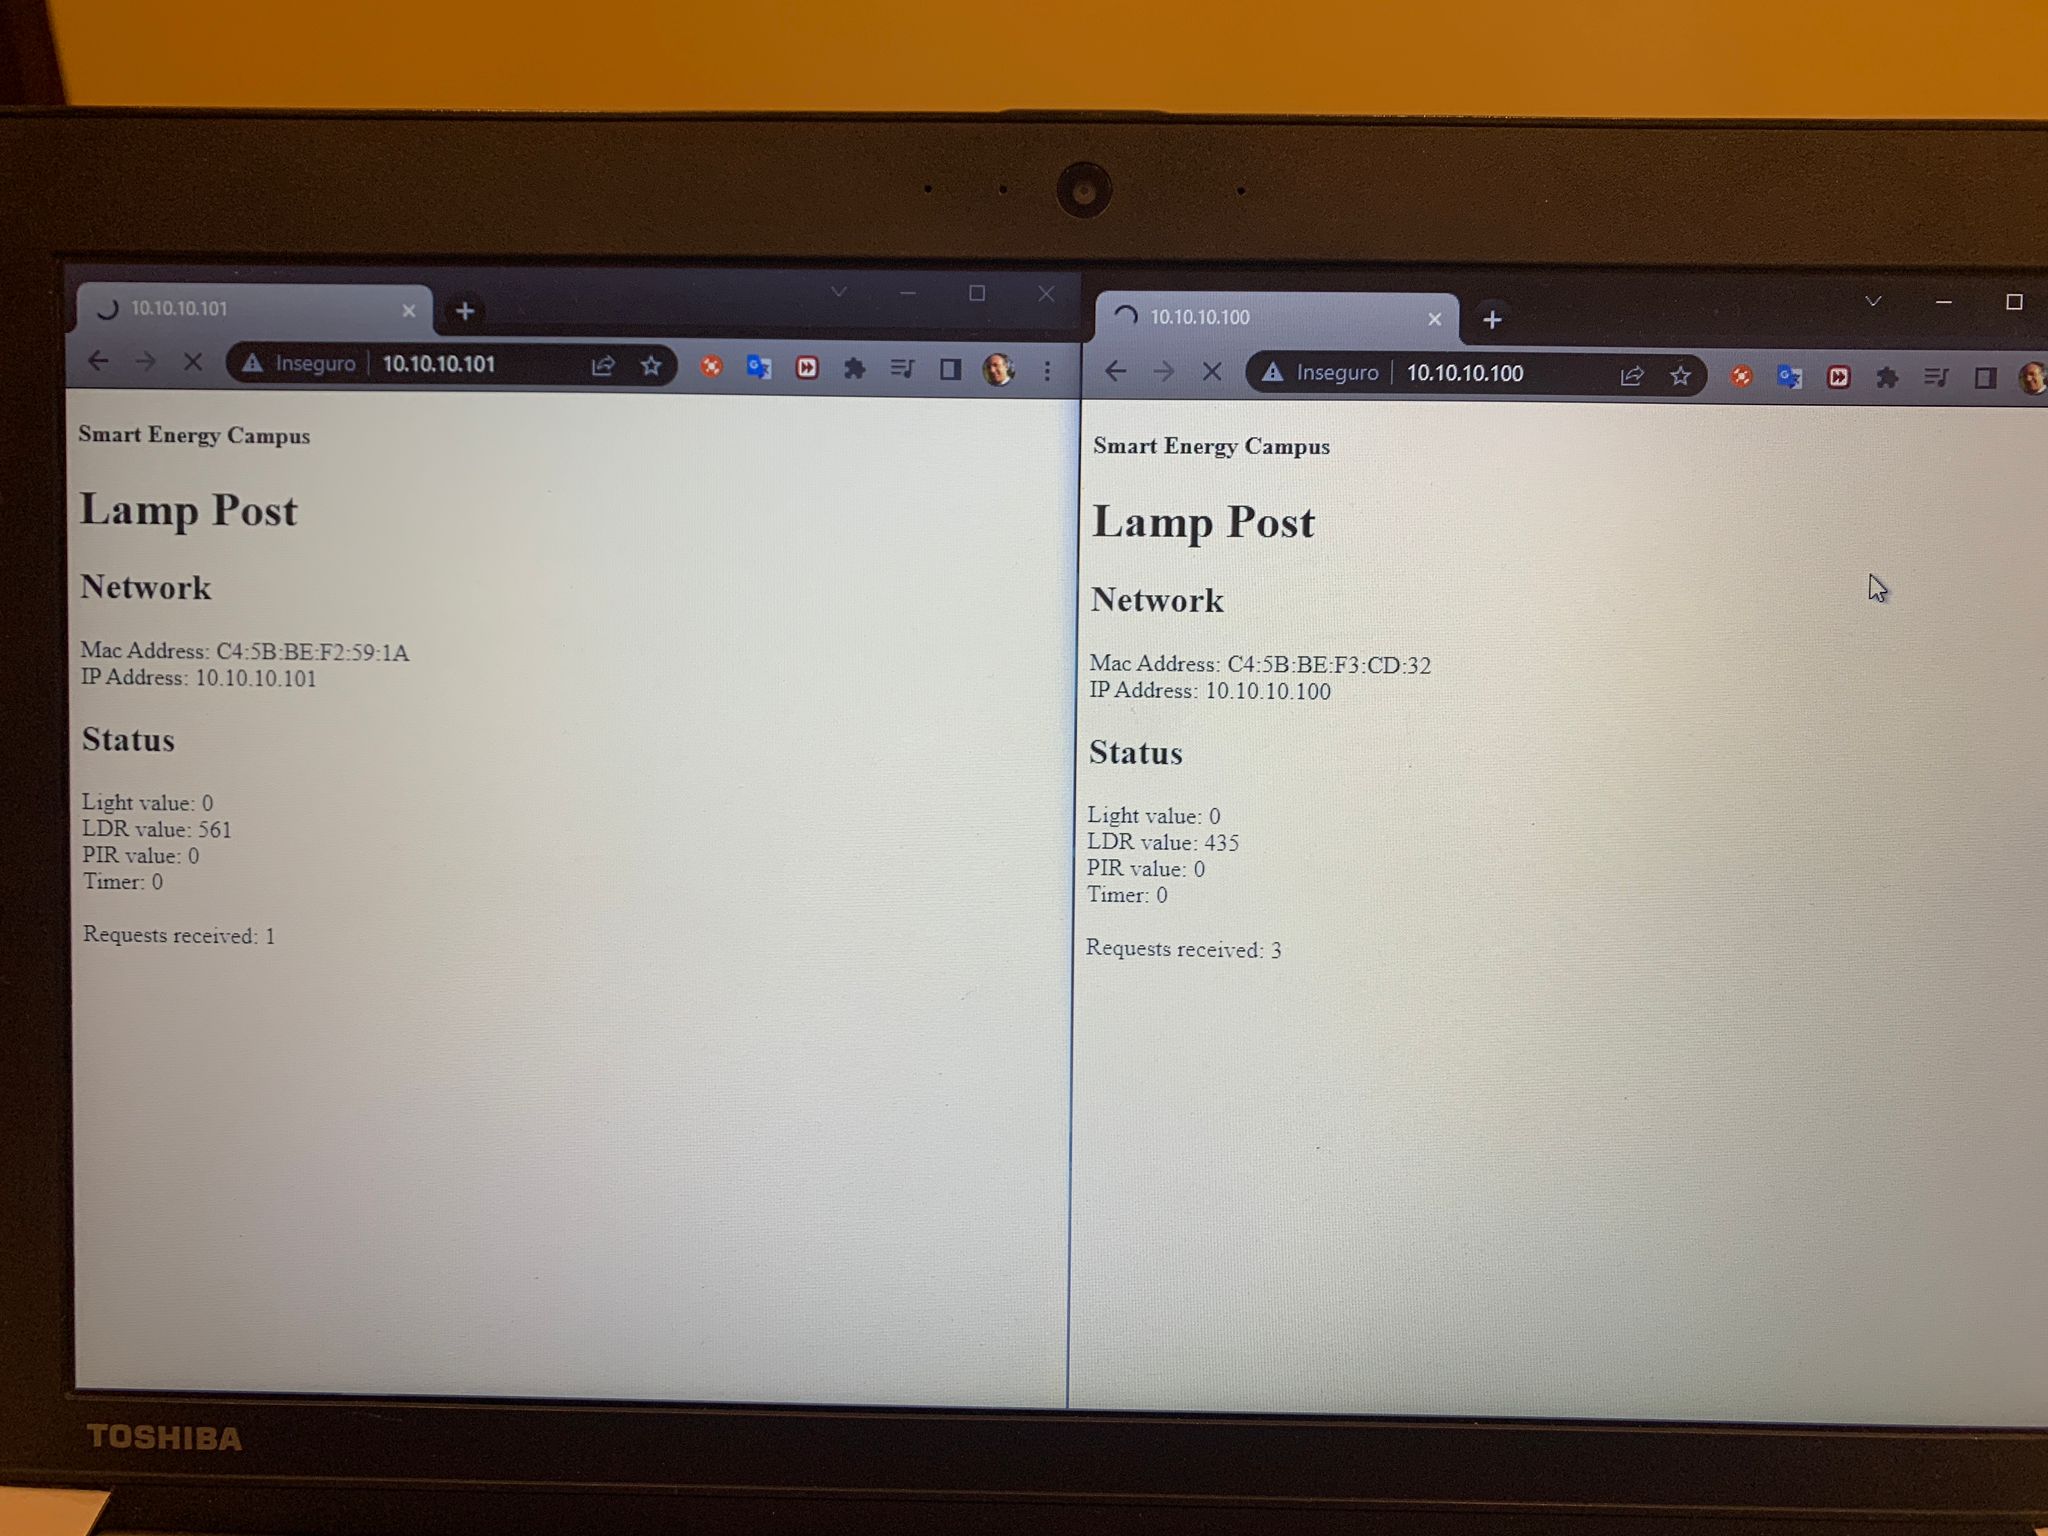 10.10.10.101
Inseguro 10.10.10.101
Smart Energy Campus
Lamp Post
Network
Mac Address: C4:5B:BE:F2:59:1A
IP Address: 10.10.10.101
Status
Light value: 0
LDR value: 561
PIR value: 0
Timer: 0
Requests received: 1
10.10.10.100
Inseguro 10.10.10.100
Smart Energy Campus
Lamp Post
Network
Mac Address: C4:5B:BE:F3:CD:32
IP Address: 10.10.10.100
Status
Light value: 0
LDR value: 435
PIR value: 0
Timer: 0
Requests received: 3
TOSHIBA